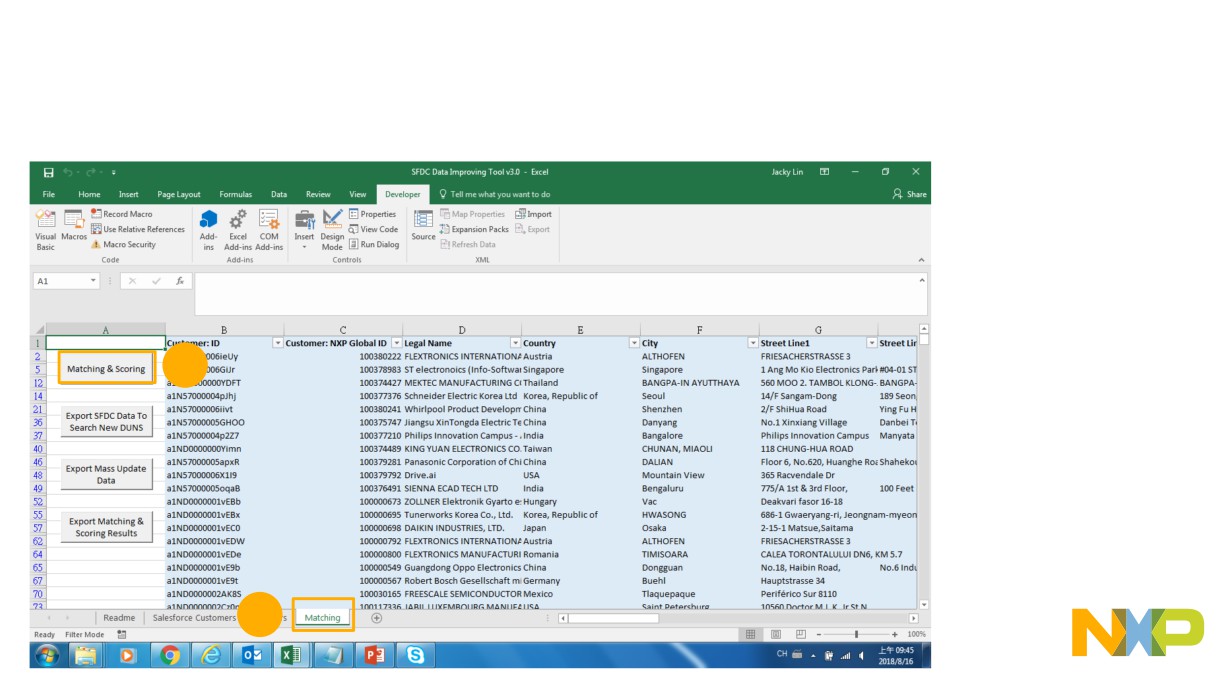 SFDC Data Improving Tool v3.0 - Excel
Jacky Lin
File Home Insert Page Layout Formulas Data Review View Developer Tell me what you want to do Share
Visual Basic
Macros
Record Macro
Use Relative References
Macro Security
Code
Add-ins
Excel Add-ins
COM Add-ins
Add-ins
Insert
Design Mode
Properties
View Code
Run Dialog
Controls
Source
Map Properties
Expansion Packs
Refresh Data
Import
Export
XML
A1 fx
A B C D E F G
1 Customer: ID Customer: NXP Global ID Legal Name Country City Street Line1 Street Lin
2 006ieUy 100380222 FLEXTRONICS INTERNATIONA Austria ALTHOFEN FRIESACHERSTRASSE 3
5 006GUr 100378983 ST electronoics (Info-Softwar Singapore Singapore 1 Ang Mo Kio Electronics Park #04-01 ST
12 000000YDFT 100374427 MEKTEC MANUFACTURING CO Thailand BANGPA-IN AYUTTHAYA 560 MOO 2. TAMBOL KLONG- BANGPA-
14 a1N57000004pJhj 100377376 Schneider Electric Korea Ltd Korea, Republic of Seoul 14/F Sangam-Dong 189 Seon
21 a1N57000006iivt 100380241 Whirlpool Product Developm China Shenzhen 2/F ShiHua Road Ying Fu H
36 a1N57000005GHOO 100375747 Jiangsu XinTongda Electric Te China Danyang No.1 Xinxiang Village Danbei T
37 a1N57000004p2Z7 100377210 Philips Innovation Campus - . India Bangalore Philips Innovation Campus Manyata
40 a1ND0000000Yimn 100374489 KING YUAN ELECTRONICS CO. Taiwan CHUNAN, MIAOLI 118 CHUNG-HUA ROAD
46 a1N57000005apxR 100379281 Panasonic Corporation of Chi China DALIAN Floor 6, No.620, Huanghe Roa Shahekou
48 a1N57000006X1I9 100379792 Drive.ai USA Mountain View 365 Racvendale Dr
49 a1N57000005oqaB 100376491 SIENNA ECAD TECH LTD India Bengaluru 775/A 1st & 3rd Floor, 100 Feet
52 a1ND0000001vEBb 100000673 ZOLLNER Elektronik Gyarto e: Hungary Vac Deakvari fasor 16-18
55 a1ND0000001vEBx 100000695 Tunerworks Korea Co., Ltd. Korea, Republic of HWASONG 686-1 Gwaeryang-ri, Jeongnam-myeon
57 a1ND0000001vEC0 100000698 DAIKIN INDUSTRIES, LTD. Japan Osaka 2-15-1 Matsue,Saitama
62 a1ND0000001vEDW 100000792 FLEXTRONICS INTERNATIONA Austria ALTHOFEN FRIESACHERSTRASSE 3
64 a1ND0000001vEDe 100000800 FLEXTRONICS MANUFACTURI Romania TIMISOARA CALEA TORONTALULUI DN6, KM 5.7
65 a1ND0000001vE9b 100000549 Guangdong Oppo Electronics China Dongguan No.18, Haibin Road, No.6 Indu
67 a1ND0000001vE9t 100000567 Robert Bosch Gesellschaft mi Germany Buehl Hauptstrasse 34
70 a1ND0000002AK8S 100030165 FREESCALE SEMICONDUCTOR Mexico Tlaquepaque Periférico Sur 8110
73 a1ND0000002Cz0n 100117336 JABIL LUXEMBOURG MANUFA USA Saint Petersburg 10560 Doctor M.L.K. Jr St N
Matching & Scoring
Export SFDC Data To
Search New DUNS
Export Mass Update
Data
Export Matching &
Scoring Results
Readme Salesforce Customers Matching
Ready Filter Mode 100%
CH 上午 09:45
2018/8/16
NXP